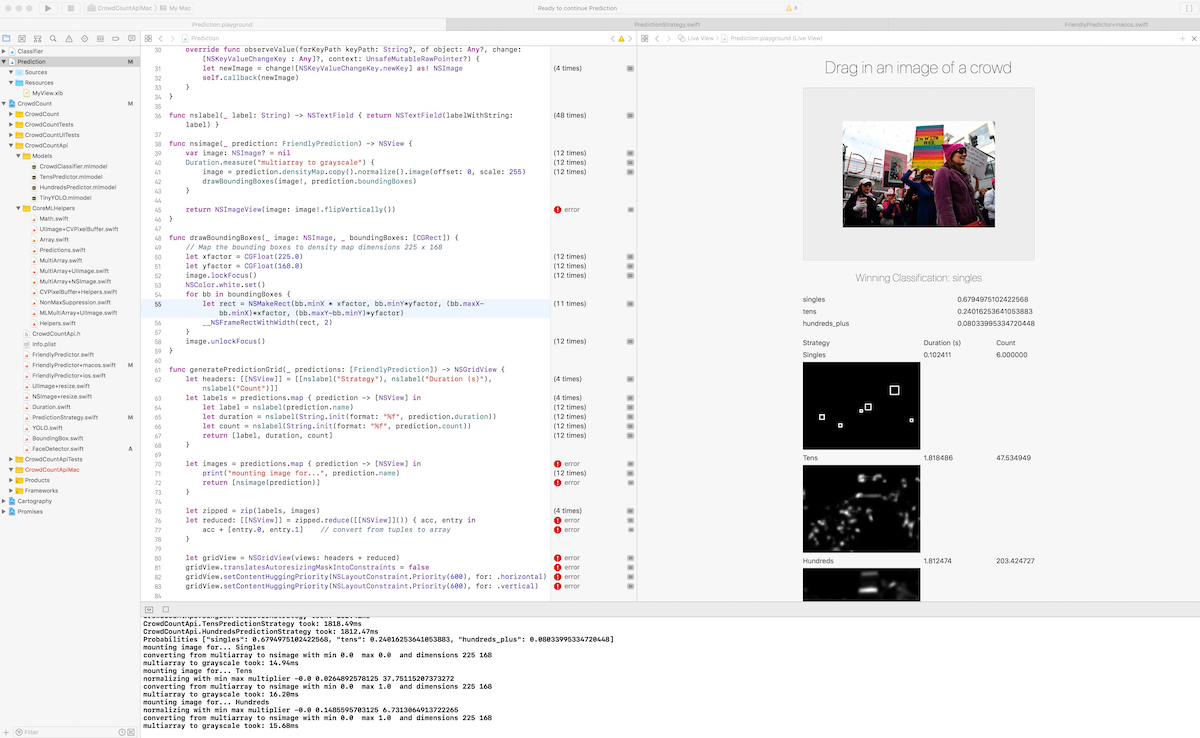 CrowdCountApiMac
My Mac
Ready to continue Prediction
Prediction.playground
PredictionStrategy.swift
FriendlyPredictor+macos.swift
Classifier
Prediction M
Sources
Resources
MyView.xib
CrowdCount M
CrowdCount
CrowdCountTests
CrowdCountUITests
CrowdCountApi
Models
CrowdClassifier.mlmodel
TensPredictor.mlmodel
HundredsPredictor.mlmodel
TinyYOLO.mlmodel
CoreMLHelpers
Math.swift
UIImage+CVPixelBuffer.swift
Array.swift
Predictions.swift
MultiArray.swift
MultiArray+UIImage.swift
MultiArray+NSImage.swift
CVPixelBuffer+Helpers.swift
NonMaxSuppression.swift
MLMultiArray+UIImage.swift
Helpers.swift
CrowdCountApi.h
Info.plist
FriendlyPredictor.swift
FriendlyPredictor+macos.swift M
FriendlyPredictor+ios.swift
UIImage+resize.swift
NSImage+resize.swift
Duration.swift
PredictionStrategy.swift M
YOLO.swift
BoundingBox.swift
FaceDetector.swift A
CrowdCountApiTests
CrowdCountApiMac
Products
Frameworks
Cartography
Promises
Filter
Prediction
30 override func observeValue(forKeyPath keyPath: String?, of object: Any?, change:
[NSKeyValueChangeKey : Any]?, context: UnsafeMutableRawPointer?) {
31 let newImage = change![NSKeyValueChangeKey.newKey] as! NSImage (4 times)
32 self.callback(newImage)
33 }
34 }
35
36 func nslabel(_ label: String) -> NSTextField { return NSTextField(labelWithString: (48 times)
label) }
37
38 func nsimage(_ prediction: FriendlyPrediction) -> NSView {
39 var image: NSImage? = nil (12 times)
40 Duration.measure("multiarray to grayscale") { (12 times)
41 image = prediction.densityMap.copy().normalize().image(offset: 0, scale: 255) (12 times)
42 drawBoundingBoxes(image!, prediction.boundingBoxes)
43 }
44
45 return NSImageView(image: image!.flipVertically()) error
46 }
47
48 func drawBoundingBoxes(_ image: NSImage, _ boundingBoxes: [CGRect]) {
49 // Map the bounding boxes to density map dimensions 225 x 168
50 let xfactor = CGFloat(225.0) (12 times)
51 let yfactor = CGFloat(168.0) (12 times)
52 image.lockFocus() (12 times)
53 NSColor.white.set()
54 for bb in boundingBoxes {
55 let rect = NSMakeRect(bb.minX * xfactor, bb.minY*yfactor, (bb.maxX- (11 times)
bb.minX)*xfactor, (bb.maxY-bb.minY)*yfactor)
56 __NSFrameRectWithWidth(rect, 2)
57 }
58 image.unlockFocus() (12 times)
59 }
60
61 func generatePredictionGrid(_ predictions: [FriendlyPrediction]) -> NSGridView {
62 let headers: [[NSView]] = [[nslabel("Strategy"), nslabel("Duration (s)"), (4 times)
nslabel("Count")]]
63 let labels = predictions.map { prediction -> [NSView] in (4 times)
64 let label = nslabel(prediction.name) (12 times)
65 let duration = nslabel(String.init(format: "%f", prediction.duration)) (12 times)
66 let count = nslabel(String.init(format: "%f", prediction.count)) (12 times)
67 return [label, duration, count] (12 times)
68 }
69
70 let images = predictions.map { prediction -> [NSView] in error
71 print("mounting image for...", prediction.name) (12 times)
72 return [nsimage(prediction)] error
73 }
74
75 let zipped = zip(labels, images) (4 times)
76 let reduced: [[NSView]] = zipped.reduce([[NSView]]()) { acc, entry in error
77 acc + [entry.0, entry.1] // convert from tuples to array error
78 }
79
80 let gridView = NSGridView(views: headers + reduced) error
81 gridView.translatesAutoresizingMaskIntoConstraints = false error
82 gridView.setContentHuggingPriority(NSLayoutConstraint.Priority(600), for: .horizontal) error
83 gridView.setContentHuggingPriority(NSLayoutConstraint.Priority(600), for: .vertical) error
84
CrowdCountApi.TensPredictionStrategy took: 1818.49ms
CrowdCountApi.HundredsPredictionStrategy took: 1812.47ms
Probabilities ["singles": 0.6794975102422568, "tens": 0.24016253641053883, "hundreds_plus": 0.08033995334720448]
mounting image for... Singles
converting from multiarray to nsimage with min 0.0 max 0.0 and dimensions 225 168
multiarray to grayscale took: 14.94ms
mounting image for... Tens
normalizing with min max multiplier -0.0 0.0264892578125 37.75115207373272
converting from multiarray to nsimage with min 0.0 max 1.0 and dimensions 225 168
multiarray to grayscale took: 16.20ms
mounting image for... Hundreds
normalizing with min max multiplier -0.0 0.1485595703125 6.7313064913722265
converting from multiarray to nsimage with min 0.0 max 1.0 and dimensions 225 168
multiarray to grayscale took: 15.68ms
Live View
Prediction.playground (Live View)
Drag in an image of a crowd
Winning Classification: singles
singles 0.6794975102422568
tens 0.24016253641053883
hundreds_plus 0.08033995334720448
Strategy Duration (s) Count
Singles 0.102411 6.000000
Tens 1.818486 47.534949
Hundreds 1.812474 203.424727